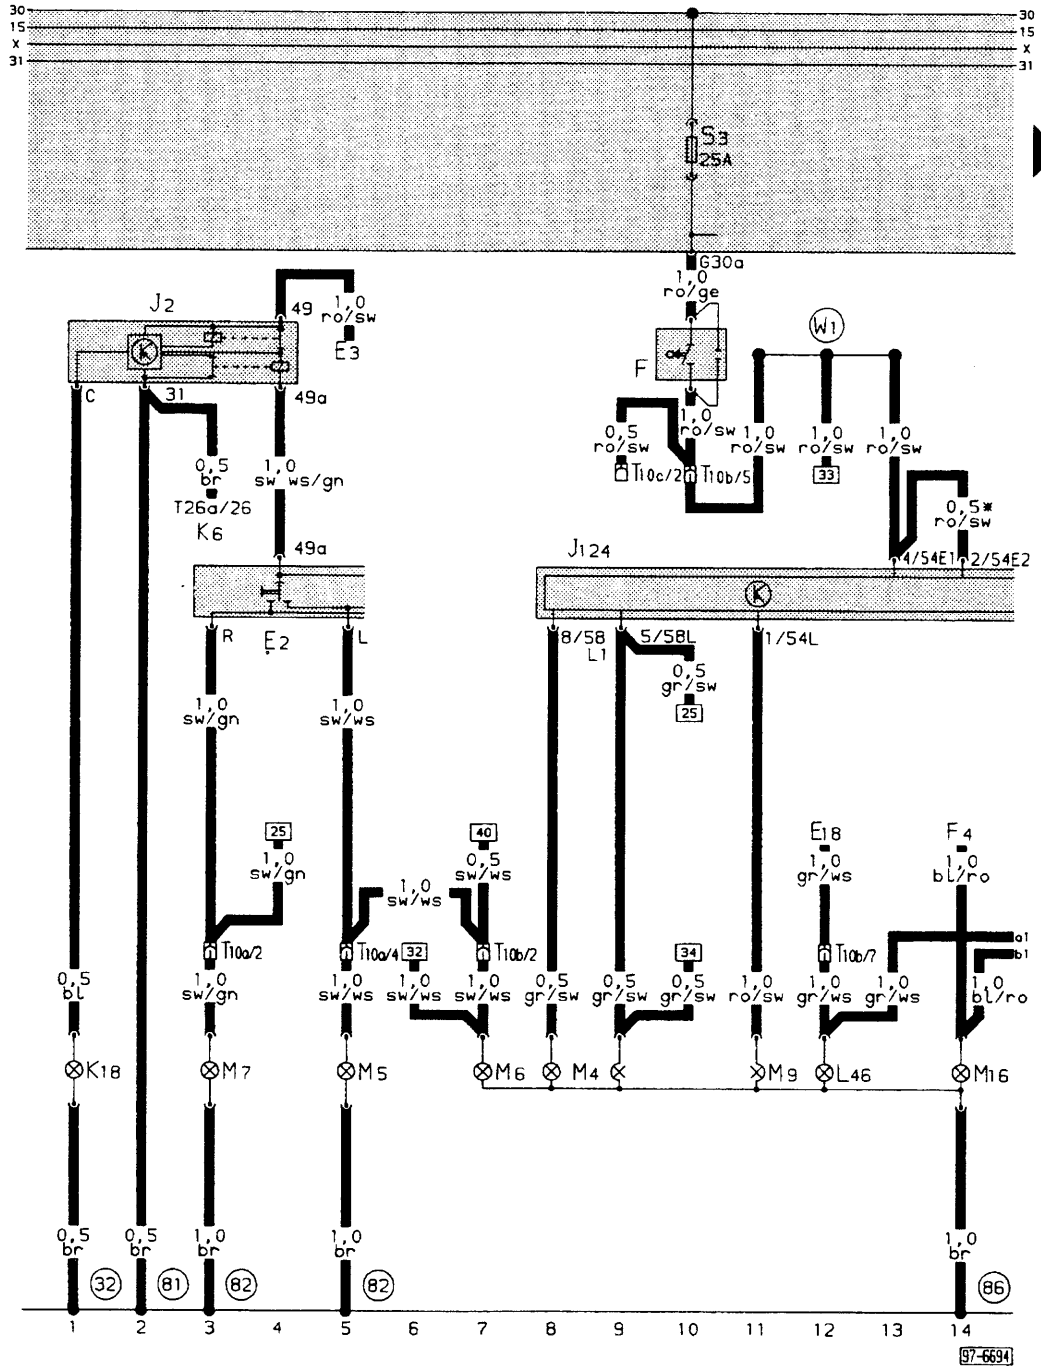 30 30
15 15
X X
31 31
S3
25A
G30a
1,0
ro/ge
J2
49
1,0
ro/sw
E3
W1
F
C
31
49a
1,0
ro/sw
0,5
ro/sw
1,0
ro/sw
1,0
ro/sw
1,0
ro/sw
0,5
br
1,0
sw ws/gn
T10c/2
T10b/5
33
T26a/26
K6
0,5*
ro/sw
49a
J124
4/54E1
2/54E2
R
E2
L
8/58
L1
5/58L
1/54L
0,5
gr/sw
25
1,0
sw/gn
1,0
sw/ws
25
40
E18
F4
1,0
sw/gn
0,5
sw/ws
1,0
gr/ws
1,0
bl/ro
1,0
sw/ws
a1
b1
T10a/2
T10a/4
32
T10b/2
34
T10b/7
0,5
bl
1,0
sw/gn
1,0
sw/ws
1,0
sw/ws
1,0
sw/ws
0,5
gr/sw
0,5
gr/sw
0,5
gr/sw
1,0
ro/sw
1,0
gr/ws
1,0
gr/ws
1,0
bl/ro
K18
M7
M5
M6
M4
M9
L46
M16
0,5
br
0,5
br
1,0
br
1,0
br
1,0
br
32
81
82
82
86
1 2 3 4 5 6 7 8 9 10 11 12 13 14
97-6694